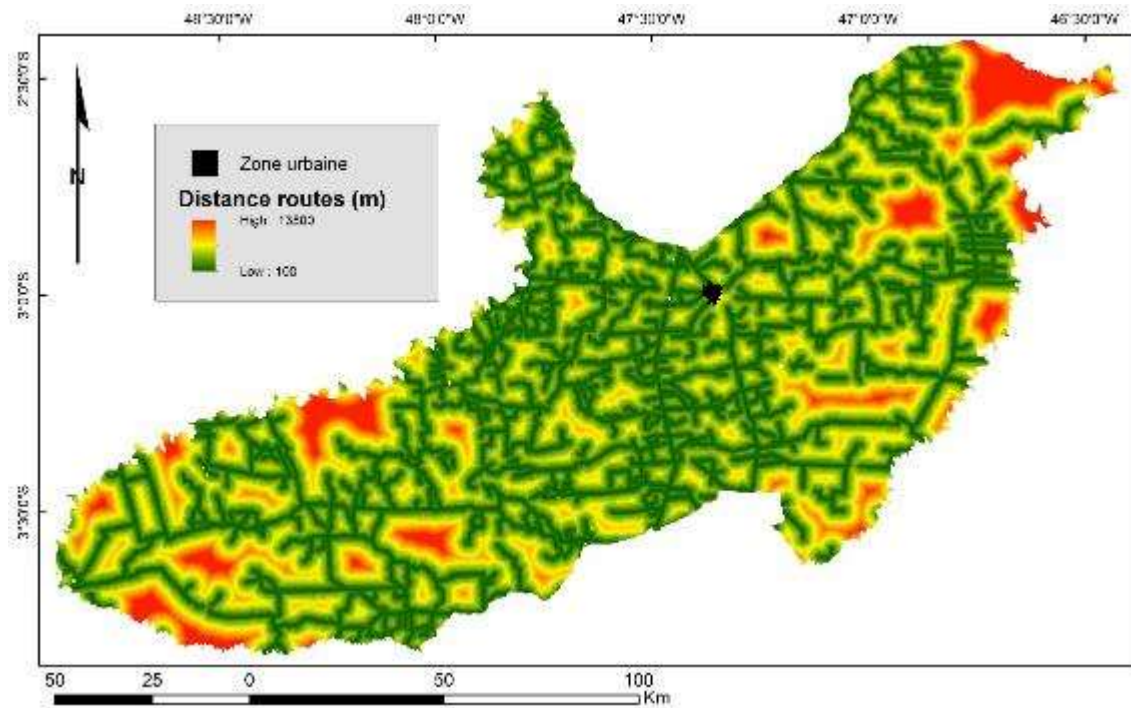 48°30'0"W 48°0'0"W 47°30'0"W 47°0'0"W 46°30'0"W
2°30'0"S
3°0'0"S
3°30'0"S
N
Zone urbaine
Distance routes (m)
High :
Low : 100
50 25 0 50 100
Km